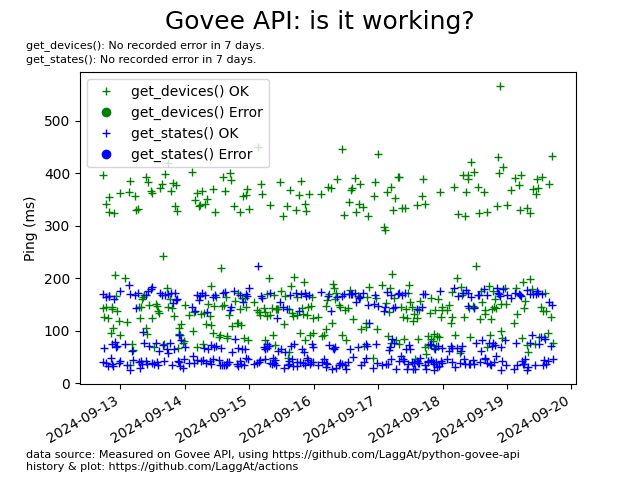 Govee API: is it working?
get_devices(): No recorded error in 7 days.
get_states(): No recorded error in 7 days.
get_devices() OK
get_devices() Error
get_states() OK
get_states() Error
Ping (ms)
500
400
300
200
100
0
2024-09-13
2024-09-14
2024-09-15
2024-09-16
2024-09-17
2024-09-18
2024-09-19
2024-09-20
data source: Measured on Govee API, using https://github.com/LaggAt/python-govee-api
history & plot: https://github.com/LaggAt/actions